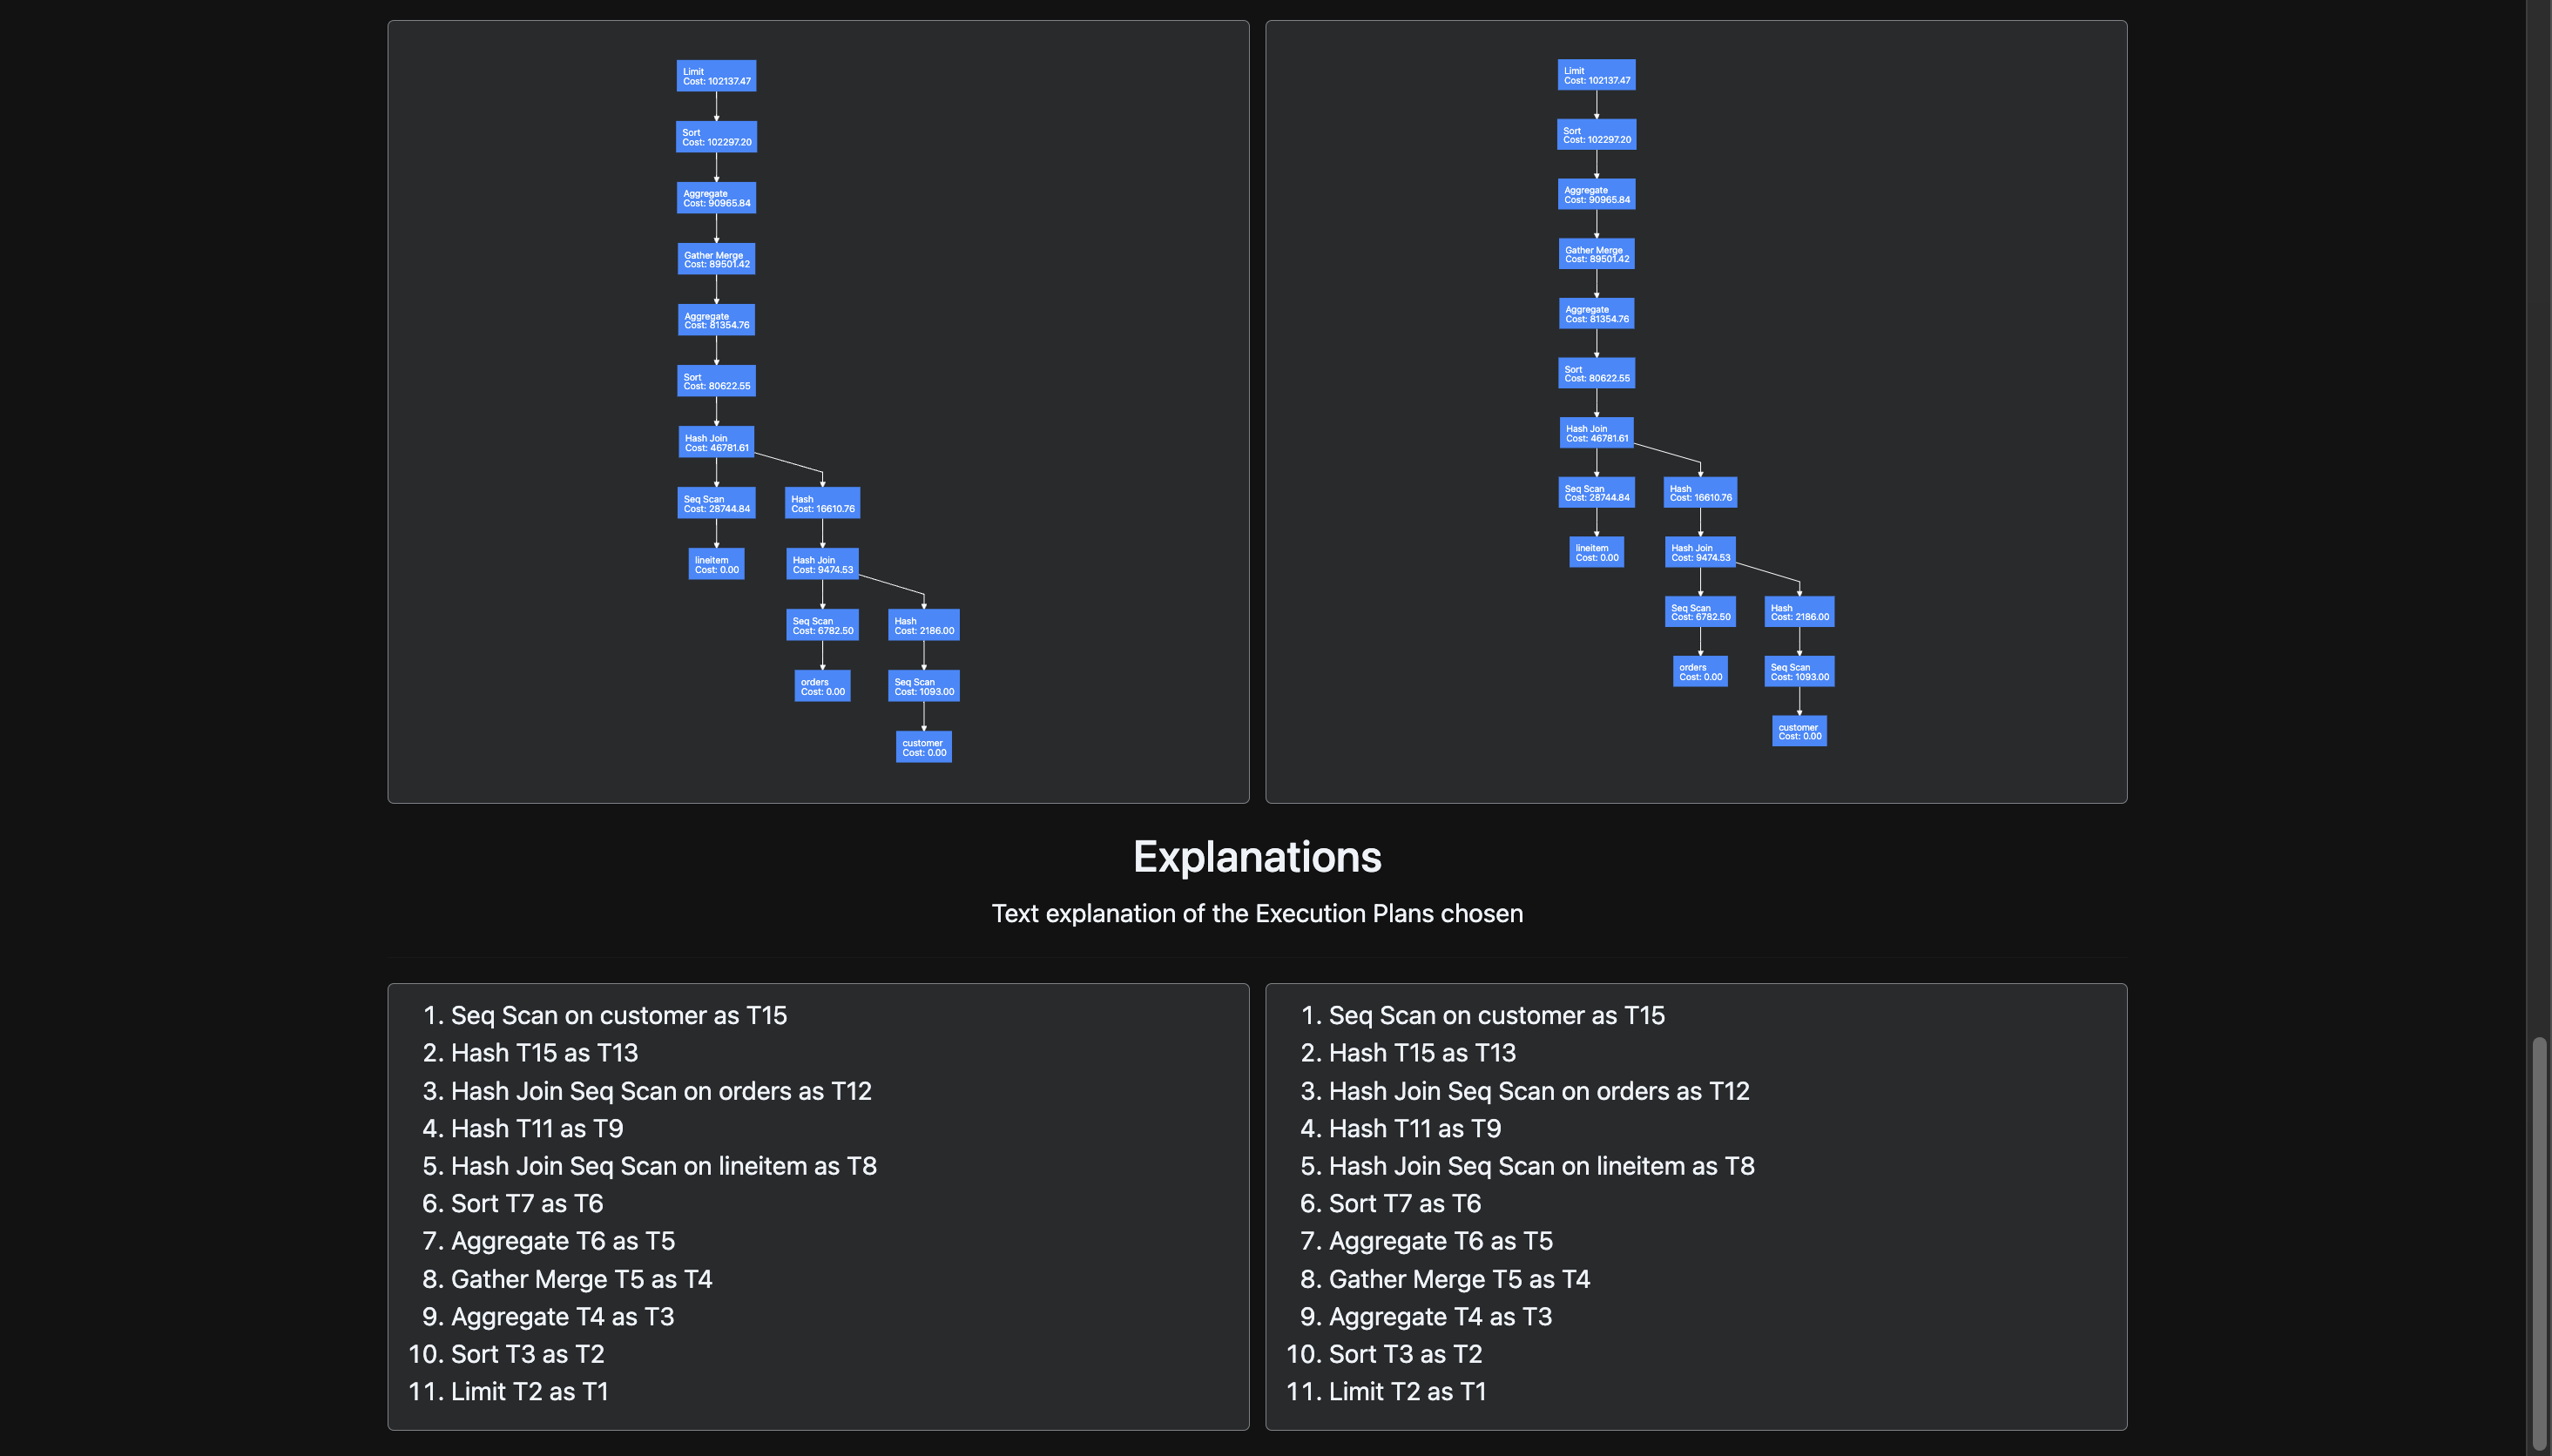 Limit
Cost: 102137.47
Sort
Cost: 102297.20
Aggregate
Cost: 90965.84
Gather Merge
Cost: 89501.42
Aggregate
Cost: 81354.76
Sort
Cost: 80622.55
Hash Join
Cost: 46781.61
Seq Scan
Cost: 28744.84
Hash
Cost: 16610.76
lineitem
Cost: 0.00
Hash Join
Cost: 9474.53
Seq Scan
Cost: 6782.50
Hash
Cost: 2186.00
orders
Cost: 0.00
Seq Scan
Cost: 1093.00
customer
Cost: 0.00
Limit
Cost: 102137.47
Sort
Cost: 102297.20
Aggregate
Cost: 90965.84
Gather Merge
Cost: 89501.42
Aggregate
Cost: 81354.76
Sort
Cost: 80622.55
Hash Join
Cost: 46781.61
Seq Scan
Cost: 28744.84
Hash
Cost: 16610.76
lineitem
Cost: 0.00
Hash Join
Cost: 9474.53
Seq Scan
Cost: 6782.50
Hash
Cost: 2186.00
orders
Cost: 0.00
Seq Scan
Cost: 1093.00
customer
Cost: 0.00
Explanations
Text explanation of the Execution Plans chosen
1. Seq Scan on customer as T15
2. Hash T15 as T13
3. Hash Join Seq Scan on orders as T12
4. Hash T11 as T9
5. Hash Join Seq Scan on lineitem as T8
6. Sort T7 as T6
7. Aggregate T6 as T5
8. Gather Merge T5 as T4
9. Aggregate T4 as T3
10. Sort T3 as T2
11. Limit T2 as T1
1. Seq Scan on customer as T15
2. Hash T15 as T13
3. Hash Join Seq Scan on orders as T12
4. Hash T11 as T9
5. Hash Join Seq Scan on lineitem as T8
6. Sort T7 as T6
7. Aggregate T6 as T5
8. Gather Merge T5 as T4
9. Aggregate T4 as T3
10. Sort T3 as T2
11. Limit T2 as T1